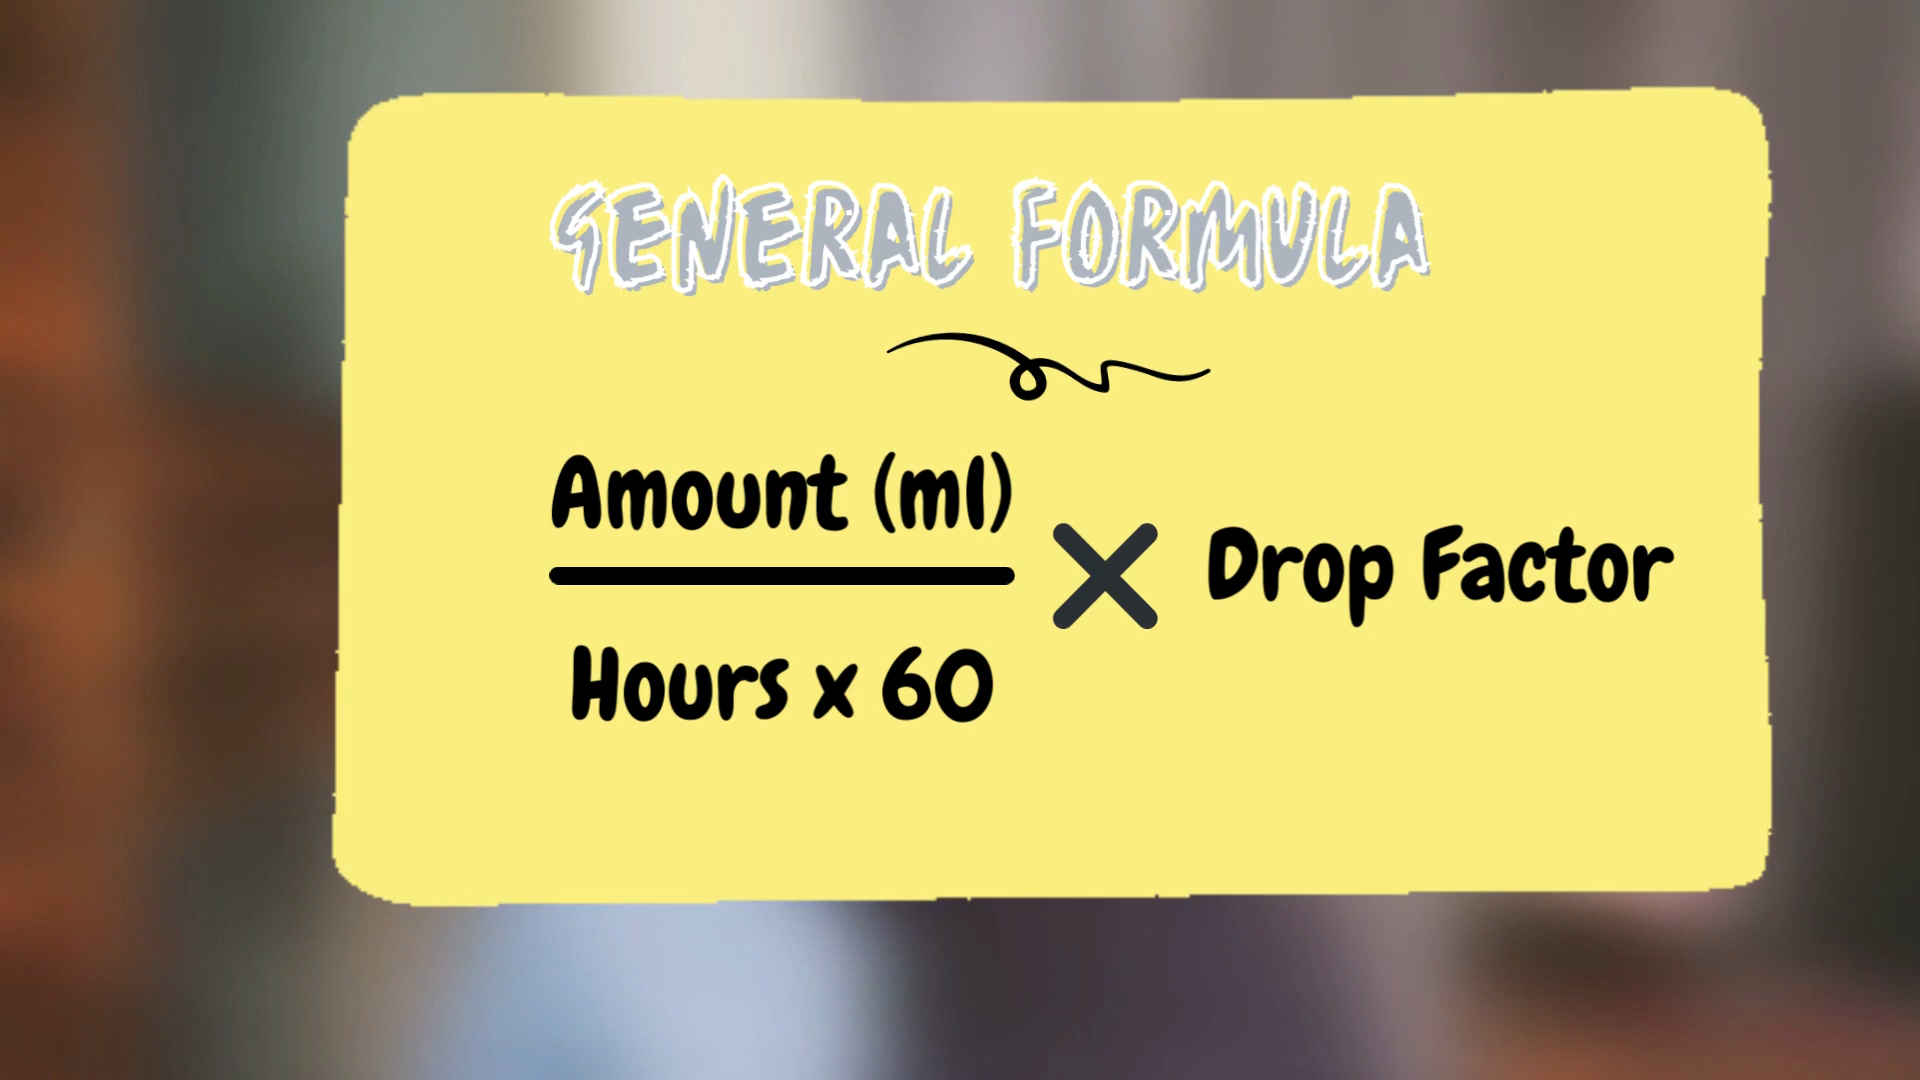 GENERAL FORMULA
Amount (ml)
Hours x 60
× Drop Factor